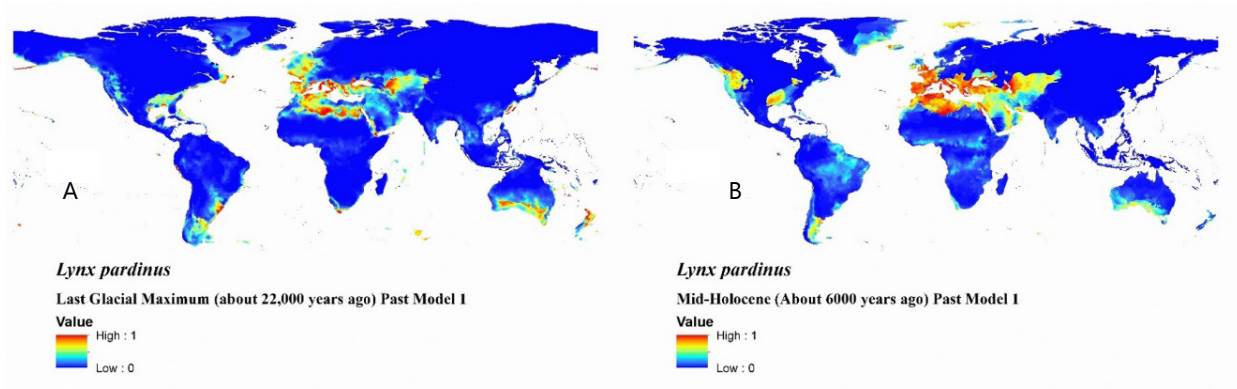 A
Lynx pardinus
Last Glacial Maximum (about 22,000 years ago) Past Model 1
Value
High : 1
Low : 0
B
Lynx pardinus
Mid-Holocene (About 6000 years ago) Past Model 1
Value
High : 1
Low : 0